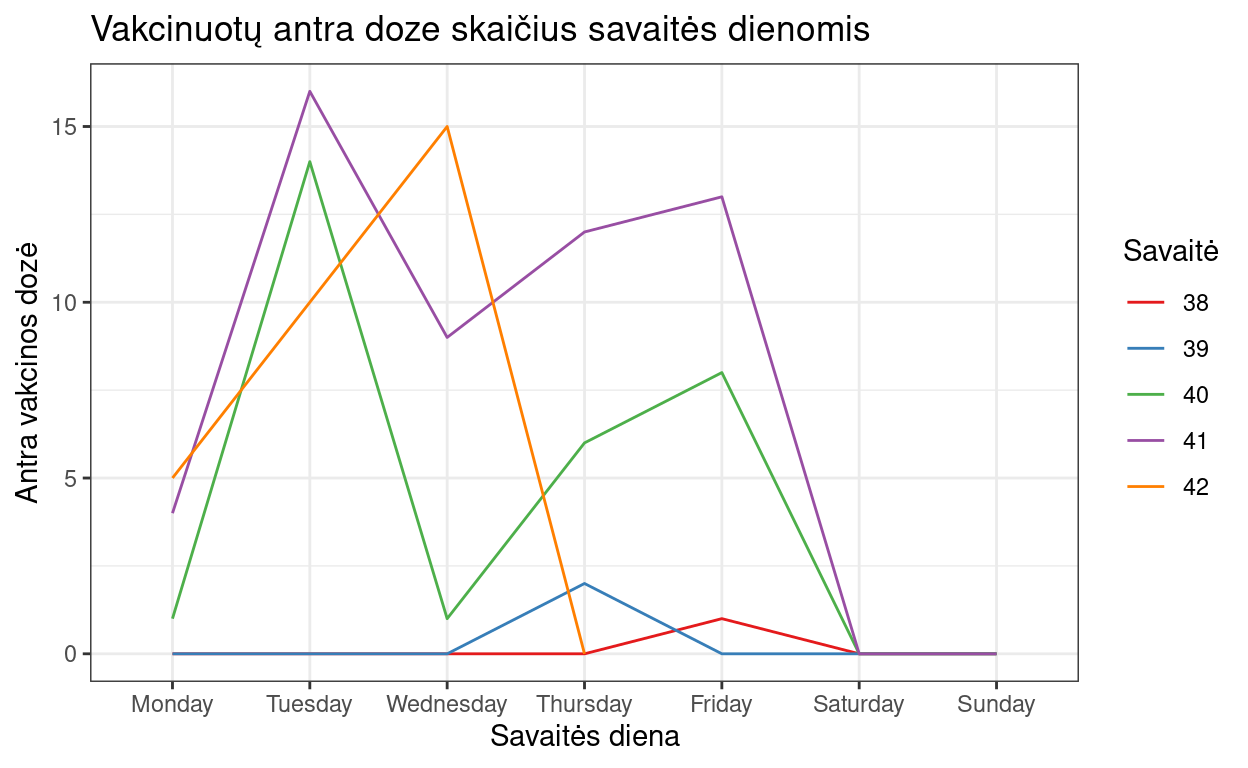 Vakcinuotų antra doze skaičius savaitės dienomis
Antra vakcinos dozė
15
10
5
0
Monday Tuesday Wednesday Thursday Friday Saturday Sunday
Savaitės diena
Savaitė
38
39
40
41
42